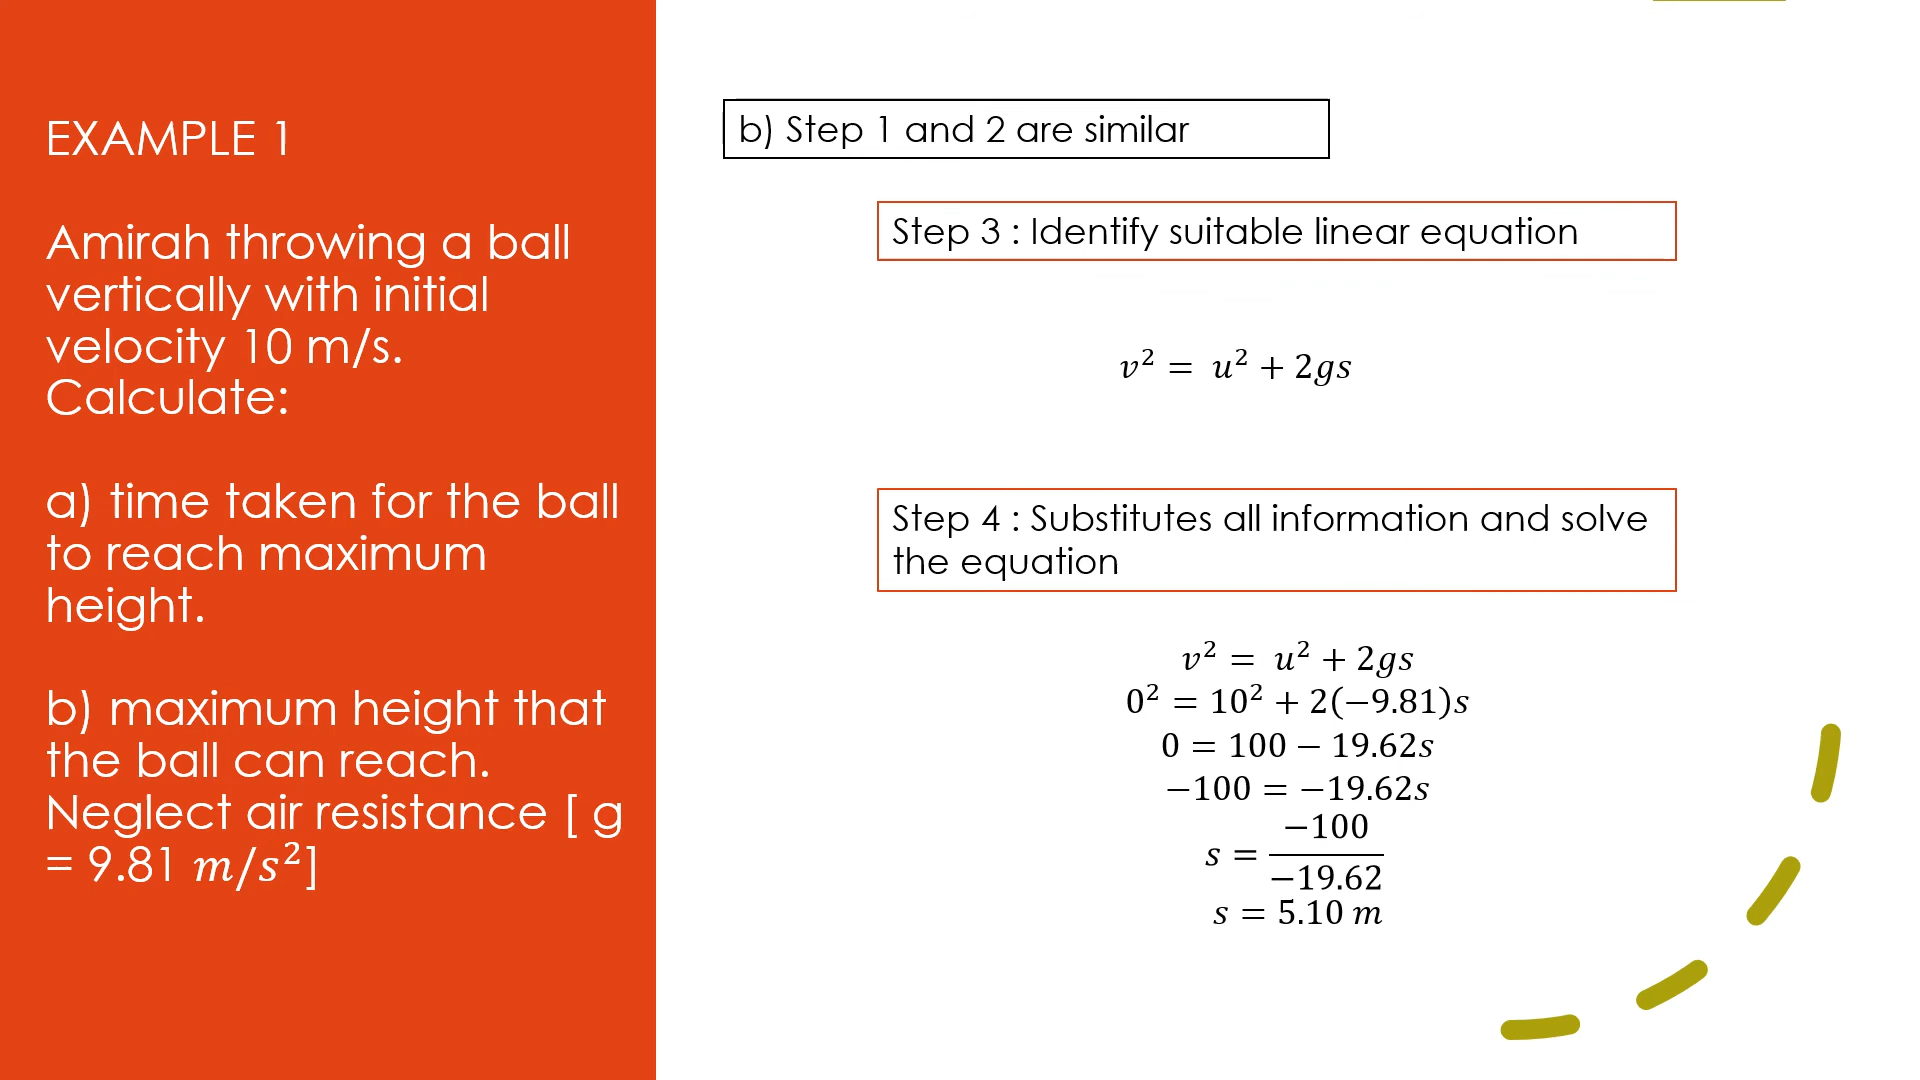 EXAMPLE 1
Amirah throwing a ball
vertically with initial
velocity 10 m/s.
Calculate:
a) time taken for the ball
to reach maximum
height.
b) maximum height that
the ball can reach.
Neglect air resistance [ g
= 9.81 m/s²]
b) Step 1 and 2 are similar
Step 3 : Identify suitable linear equation
v² = u² + 2gs
Step 4 : Substitutes all information and solve
the equation
v² = u² + 2gs
0² = 10² + 2(−9.81)s
0 = 100 − 19.62s
−100 = −19.62s
s = −100/−19.62
s = 5.10 m